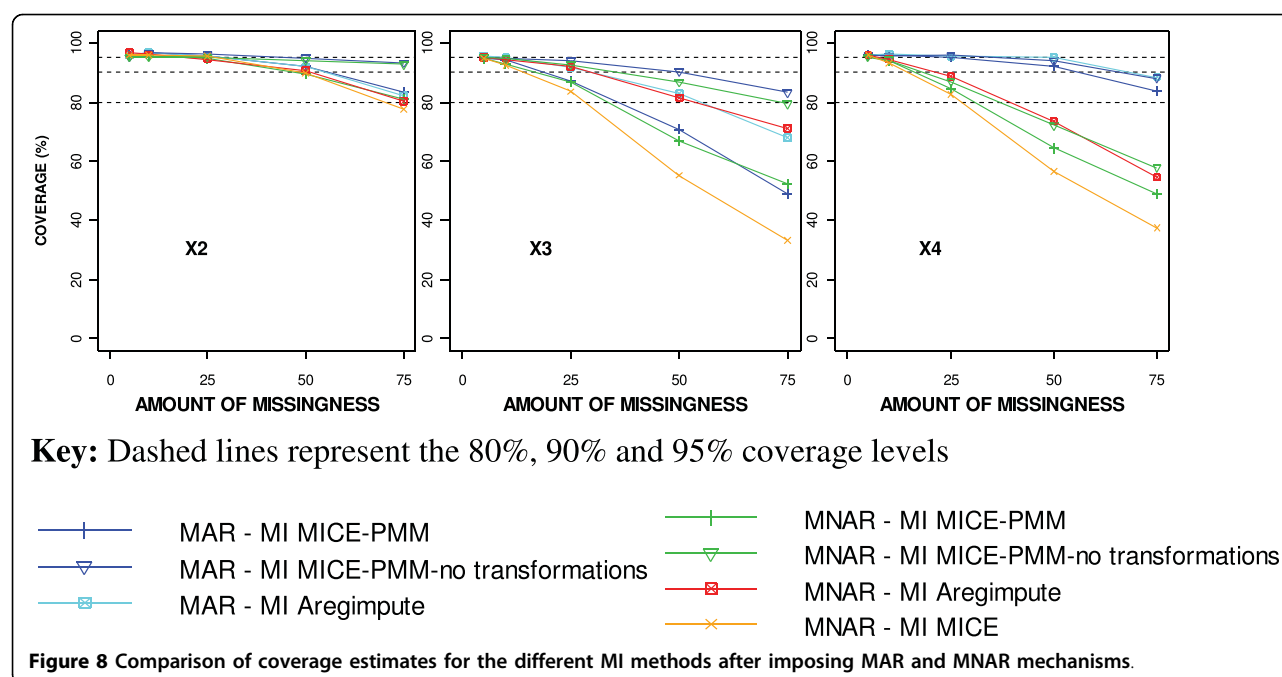 100
80
60
40
20
0
COVERAGE (%)
X2
0 25 50 75
AMOUNT OF MISSINGNESS
100
80
60
40
20
0
X3
0 25 50 75
AMOUNT OF MISSINGNESS
100
80
60
40
20
0
X4
0 25 50 75
AMOUNT OF MISSINGNESS
Key: Dashed lines represent the 80%, 90% and 95% coverage levels
MAR - MI MICE-PMM
MAR - MI MICE-PMM-no transformations
MAR - MI Aregimpute
MNAR - MI MICE-PMM
MNAR - MI MICE-PMM-no transformations
MNAR - MI Aregimpute
MNAR - MI MICE
Figure 8 Comparison of coverage estimates for the different MI methods after imposing MAR and MNAR mechanisms.